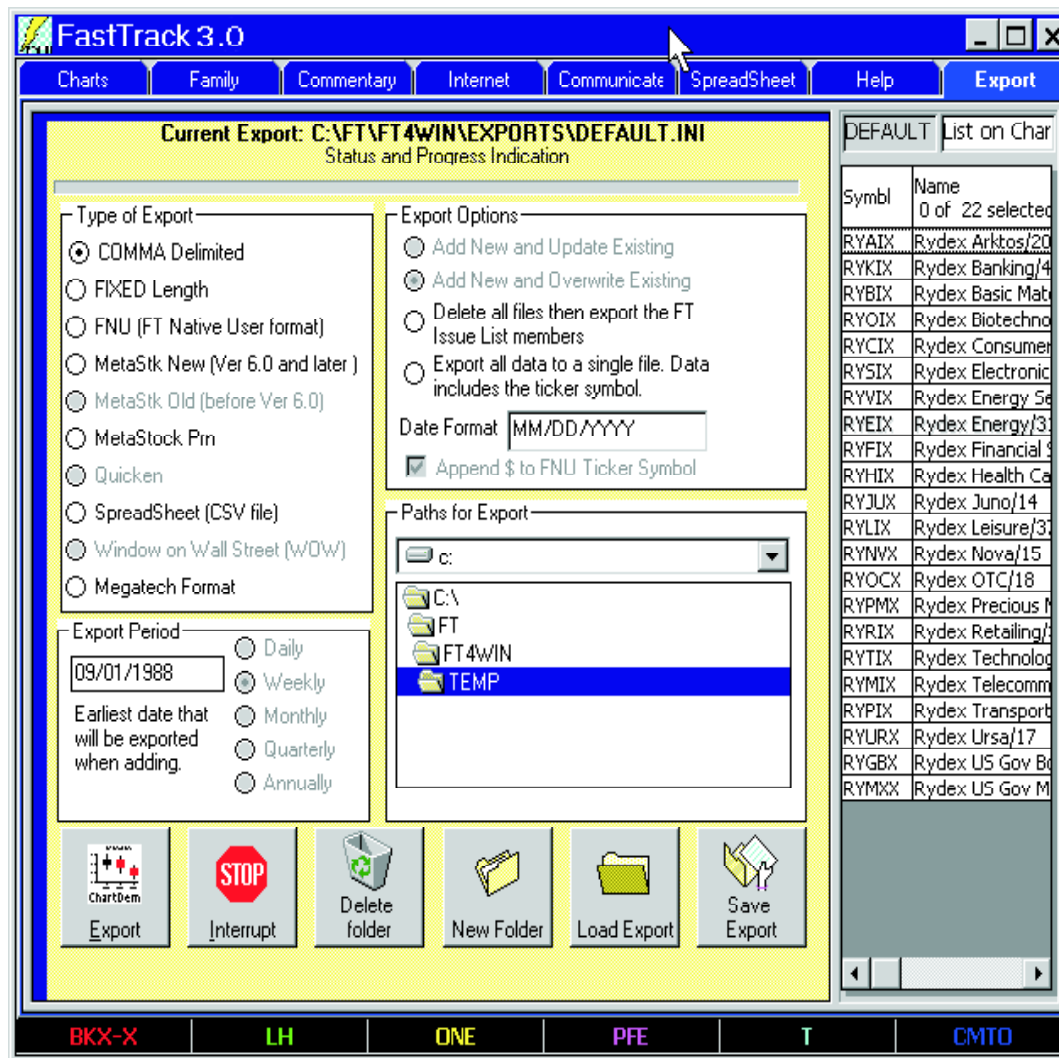 FastTrack 3.0
Charts Family Commentary Internet Communicate SpreadSheet Help Export
Current Export: C:\FT\FT4WIN\EXPORTS\DEFAULT.INI
Status and Progress Indication
Type of Export
COMMA Delimited
FIXED Length
FNU (FT Native User format)
MetaStk New (Ver 6.0 and later )
MetaStk Old (before Ver 6.0)
MetaStock Prn
Quicken
SpreadSheet (CSV file)
Window on Wall Street (WOW)
Megatech Format
Export Options
Add New and Update Existing
Add New and Overwrite Existing
Delete all files then export the FT
Issue List members
Export all data to a single file. Data
includes the ticker symbol.
Date Format MM/DD/YYYY
Append $ to FNU Ticker Symbol
Export Period
09/01/1988
Earliest date that
will be exported
when adding.
Daily
Weekly
Monthly
Quarterly
Annually
Paths for Export
c:
C:\
FT
FT4WIN
TEMP
ChartDem
Export
STOP
Interrupt
Delete
folder
New Folder
Load Export
Save
Export
DEFAULT List on Char
Symbl Name
0 of 22 selected
RYAIX Rydex Arktos/20
RYKIX Rydex Banking/4
RYBIX Rydex Basic Mate
RYOIX Rydex Biotechno
RYCIX Rydex Consumer
RYSIX Rydex Electronic
RYVIX Rydex Energy Se
RYEIX Rydex Energy/31
RYFIX Rydex Financial S
RYHIX Rydex Health Ca
RYJUX Rydex Juno/14
RYLIX Rydex Leisure/37
RYNVX Rydex Nova/15
RYOCX Rydex OTC/18
RYPMX Rydex Precious M
RYRIX Rydex Retailing/
RYTIX Rydex Technolog
RYMIX Rydex Telecomm
RYPIX Rydex Transport
RYURX Rydex Ursa/17
RYGBX Rydex US Gov Bo
RYMXX Rydex US Gov M
BKX-X LH ONE PFE T CMTO